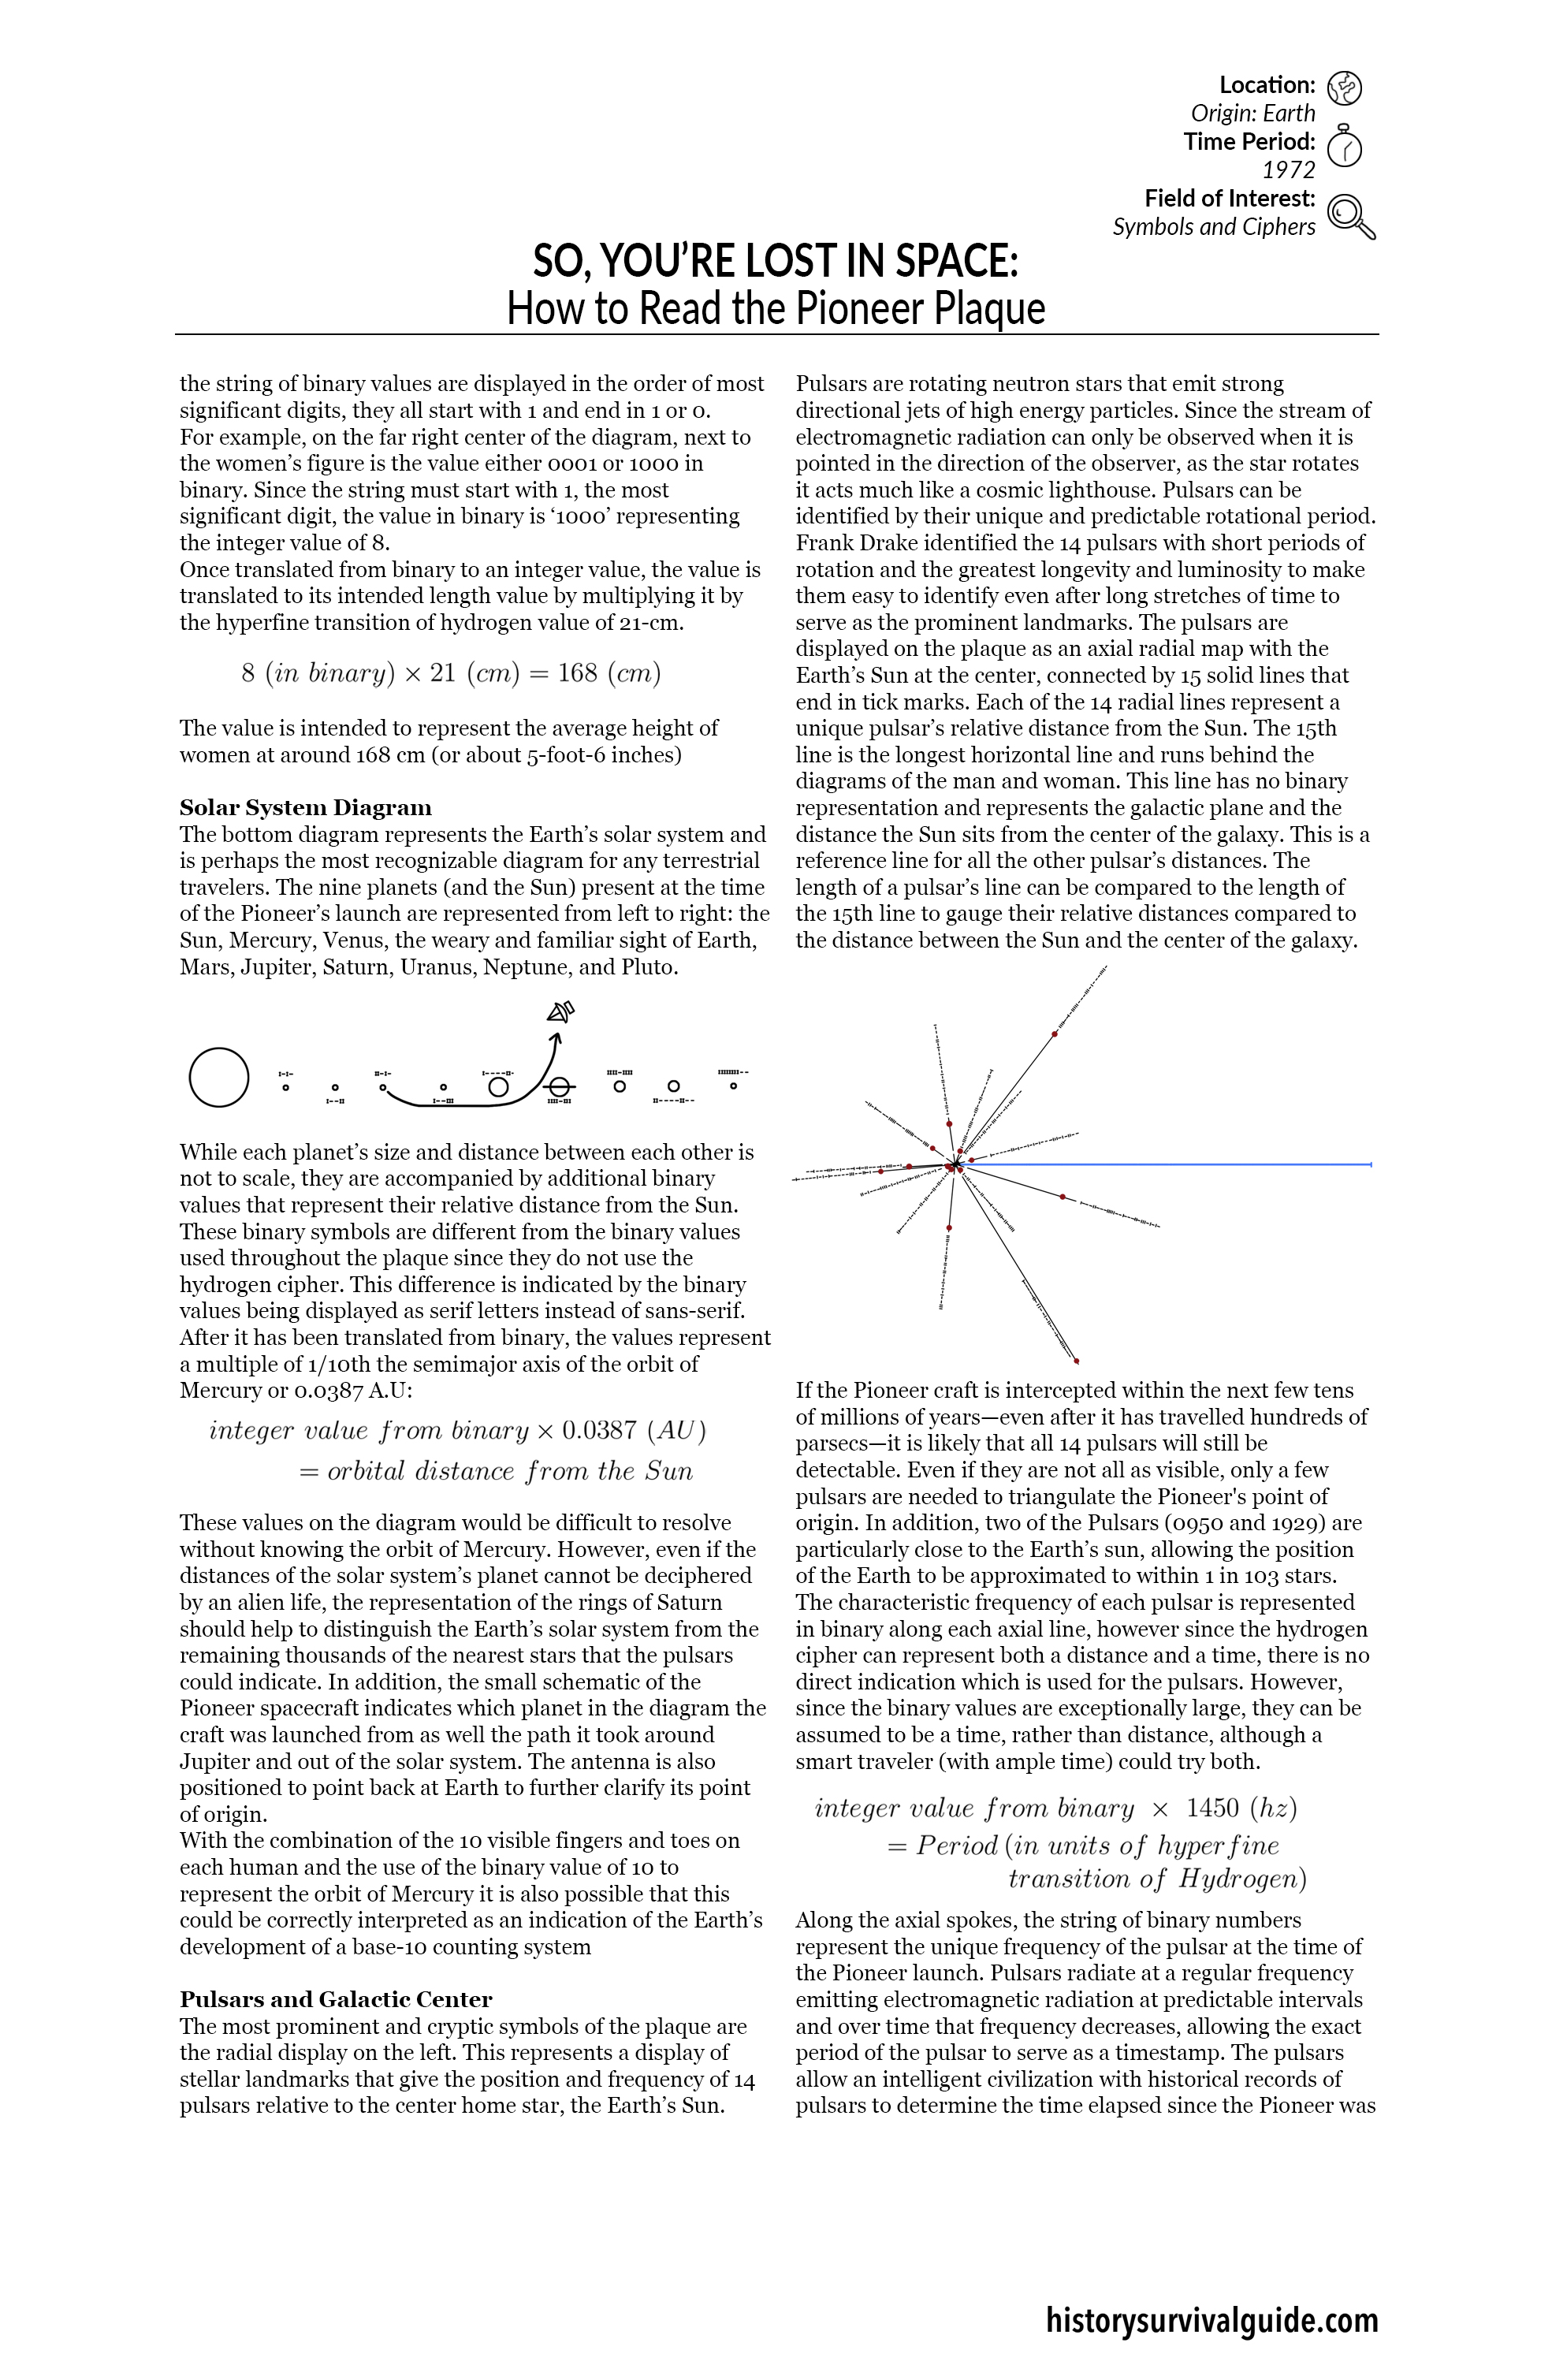 Location:
Origin: Earth
Time Period:
1972
Field of Interest:
Symbols and Ciphers
SO, YOU’RE LOST IN SPACE:
How to Read the Pioneer Plaque
the string of binary values are displayed in the order of most
significant digits, they all start with 1 and end in 1 or 0.
For example, on the far right center of the diagram, next to
the women’s figure is the value either 0001 or 1000 in
binary. Since the string must start with 1, the most
significant digit, the value in binary is ‘1000’ representing
the integer value of 8.
Once translated from binary to an integer value, the value is
translated to its intended length value by multiplying it by
the hyperfine transition of hydrogen value of 21-cm.
8 (in binary) × 21 (cm) = 168 (cm)
The value is intended to represent the average height of
women at around 168 cm (or about 5-foot-6 inches)
Solar System Diagram
The bottom diagram represents the Earth’s solar system and
is perhaps the most recognizable diagram for any terrestrial
travelers. The nine planets (and the Sun) present at the time
of the Pioneer’s launch are represented from left to right: the
Sun, Mercury, Venus, the weary and familiar sight of Earth,
Mars, Jupiter, Saturn, Uranus, Neptune, and Pluto.
While each planet’s size and distance between each other is
not to scale, they are accompanied by additional binary
values that represent their relative distance from the Sun.
These binary symbols are different from the binary values
used throughout the plaque since they do not use the
hydrogen cipher. This difference is indicated by the binary
values being displayed as serif letters instead of sans-serif.
After it has been translated from binary, the values represent
a multiple of 1/10th the semimajor axis of the orbit of
Mercury or 0.0387 A.U:
integer value from binary × 0.0387 (AU)
= orbital distance from the Sun
These values on the diagram would be difficult to resolve
without knowing the orbit of Mercury. However, even if the
distances of the solar system’s planet cannot be deciphered
by an alien life, the representation of the rings of Saturn
should help to distinguish the Earth’s solar system from the
remaining thousands of the nearest stars that the pulsars
could indicate. In addition, the small schematic of the
Pioneer spacecraft indicates which planet in the diagram the
craft was launched from as well the path it took around
Jupiter and out of the solar system. The antenna is also
positioned to point back at Earth to further clarify its point
of origin.
With the combination of the 10 visible fingers and toes on
each human and the use of the binary value of 10 to
represent the orbit of Mercury it is also possible that this
could be correctly interpreted as an indication of the Earth’s
development of a base-10 counting system
Pulsars and Galactic Center
The most prominent and cryptic symbols of the plaque are
the radial display on the left. This represents a display of
stellar landmarks that give the position and frequency of 14
pulsars relative to the center home star, the Earth’s Sun.
Pulsars are rotating neutron stars that emit strong
directional jets of high energy particles. Since the stream of
electromagnetic radiation can only be observed when it is
pointed in the direction of the observer, as the star rotates
it acts much like a cosmic lighthouse. Pulsars can be
identified by their unique and predictable rotational period.
Frank Drake identified the 14 pulsars with short periods of
rotation and the greatest longevity and luminosity to make
them easy to identify even after long stretches of time to
serve as the prominent landmarks. The pulsars are
displayed on the plaque as an axial radial map with the
Earth’s Sun at the center, connected by 15 solid lines that
end in tick marks. Each of the 14 radial lines represent a
unique pulsar’s relative distance from the Sun. The 15th
line is the longest horizontal line and runs behind the
diagrams of the man and woman. This line has no binary
representation and represents the galactic plane and the
distance the Sun sits from the center of the galaxy. This is a
reference line for all the other pulsar’s distances. The
length of a pulsar’s line can be compared to the length of
the 15th line to gauge their relative distances compared to
the distance between the Sun and the center of the galaxy.
If the Pioneer craft is intercepted within the next few tens
of millions of years—even after it has travelled hundreds of
parsecs—it is likely that all 14 pulsars will still be
detectable. Even if they are not all as visible, only a few
pulsars are needed to triangulate the Pioneer's point of
origin. In addition, two of the Pulsars (0950 and 1929) are
particularly close to the Earth’s sun, allowing the position
of the Earth to be approximated to within 1 in 103 stars.
The characteristic frequency of each pulsar is represented
in binary along each axial line, however since the hydrogen
cipher can represent both a distance and a time, there is no
direct indication which is used for the pulsars. However,
since the binary values are exceptionally large, they can be
assumed to be a time, rather than distance, although a
smart traveler (with ample time) could try both.
integer value from binary × 1450 (hz)
= Period (in units of hyperfine
transition of Hydrogen)
Along the axial spokes, the string of binary numbers
represent the unique frequency of the pulsar at the time of
the Pioneer launch. Pulsars radiate at a regular frequency
emitting electromagnetic radiation at predictable intervals
and over time that frequency decreases, allowing the exact
period of the pulsar to serve as a timestamp. The pulsars
allow an intelligent civilization with historical records of
pulsars to determine the time elapsed since the Pioneer was
historysurvivalguide.com